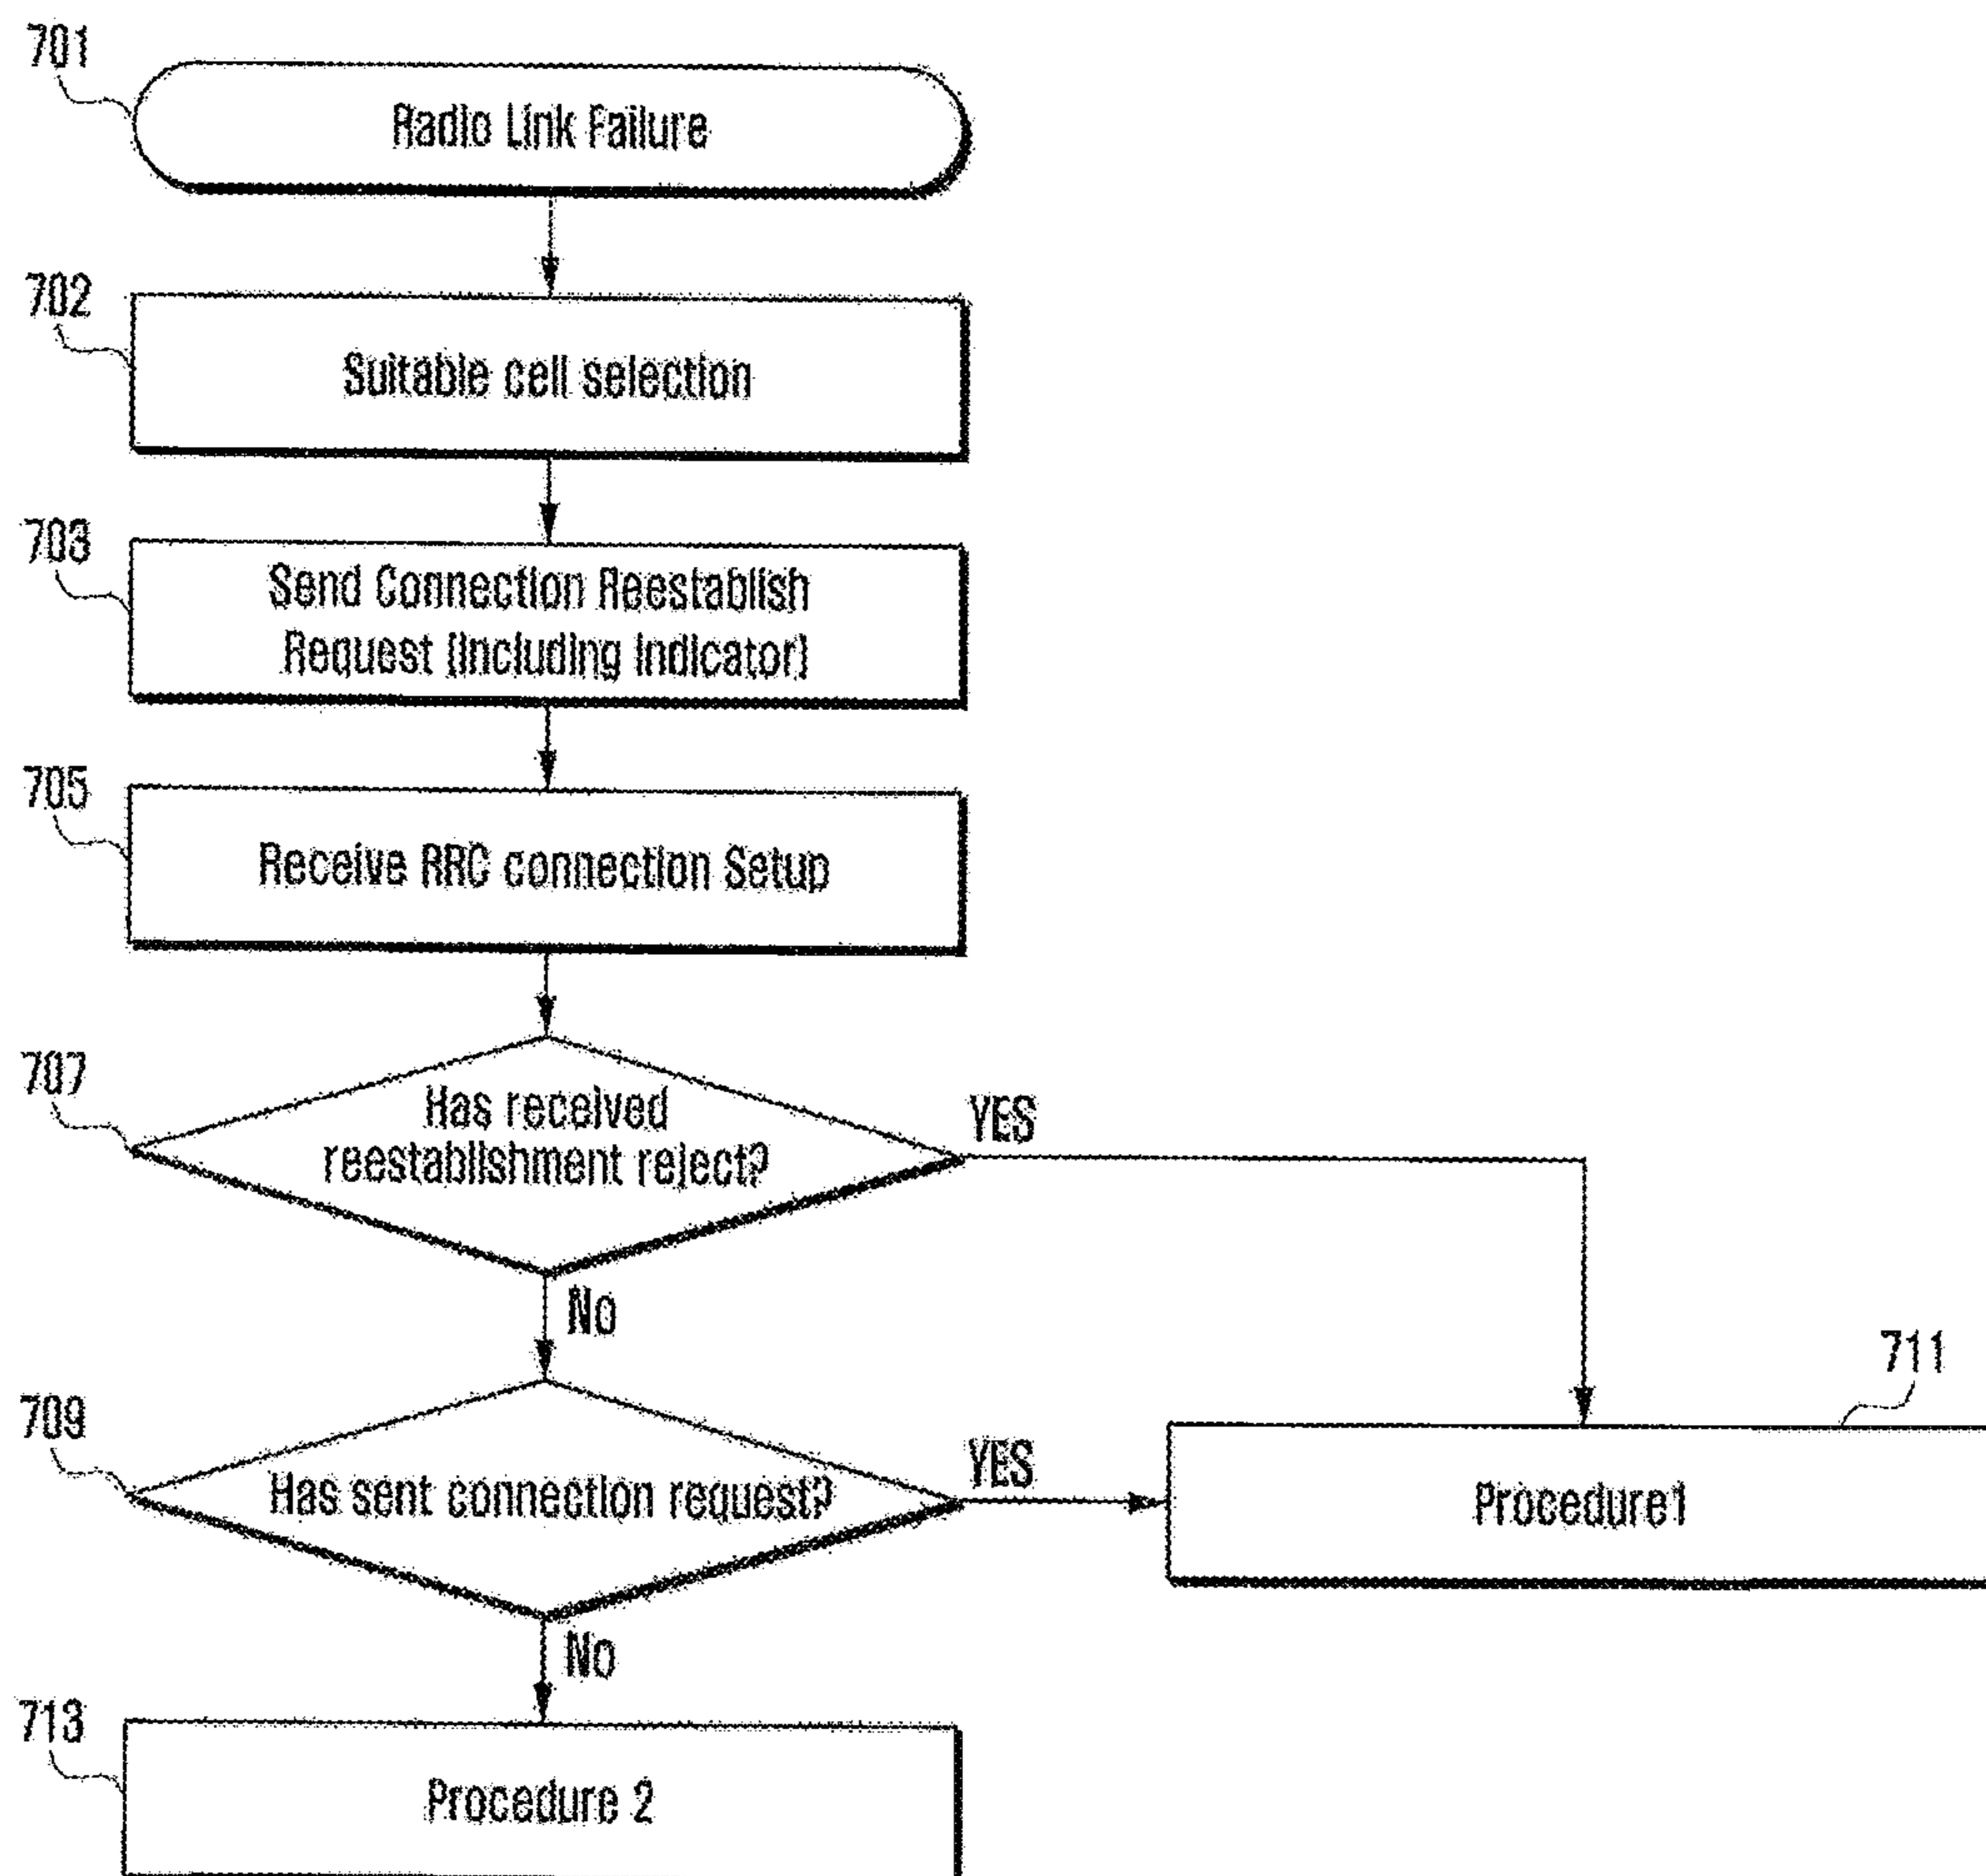 701
Radio Link Failure
702
Suitable cell selection
703
Send Connection Reestablish
Request (Including Indicator)
705
Receive RRC connection Setup
707
Has received
reestablishment reject?
YES
No
711
709
Has sent connection request?
YES
Procedure1
No
713
Procedure 2